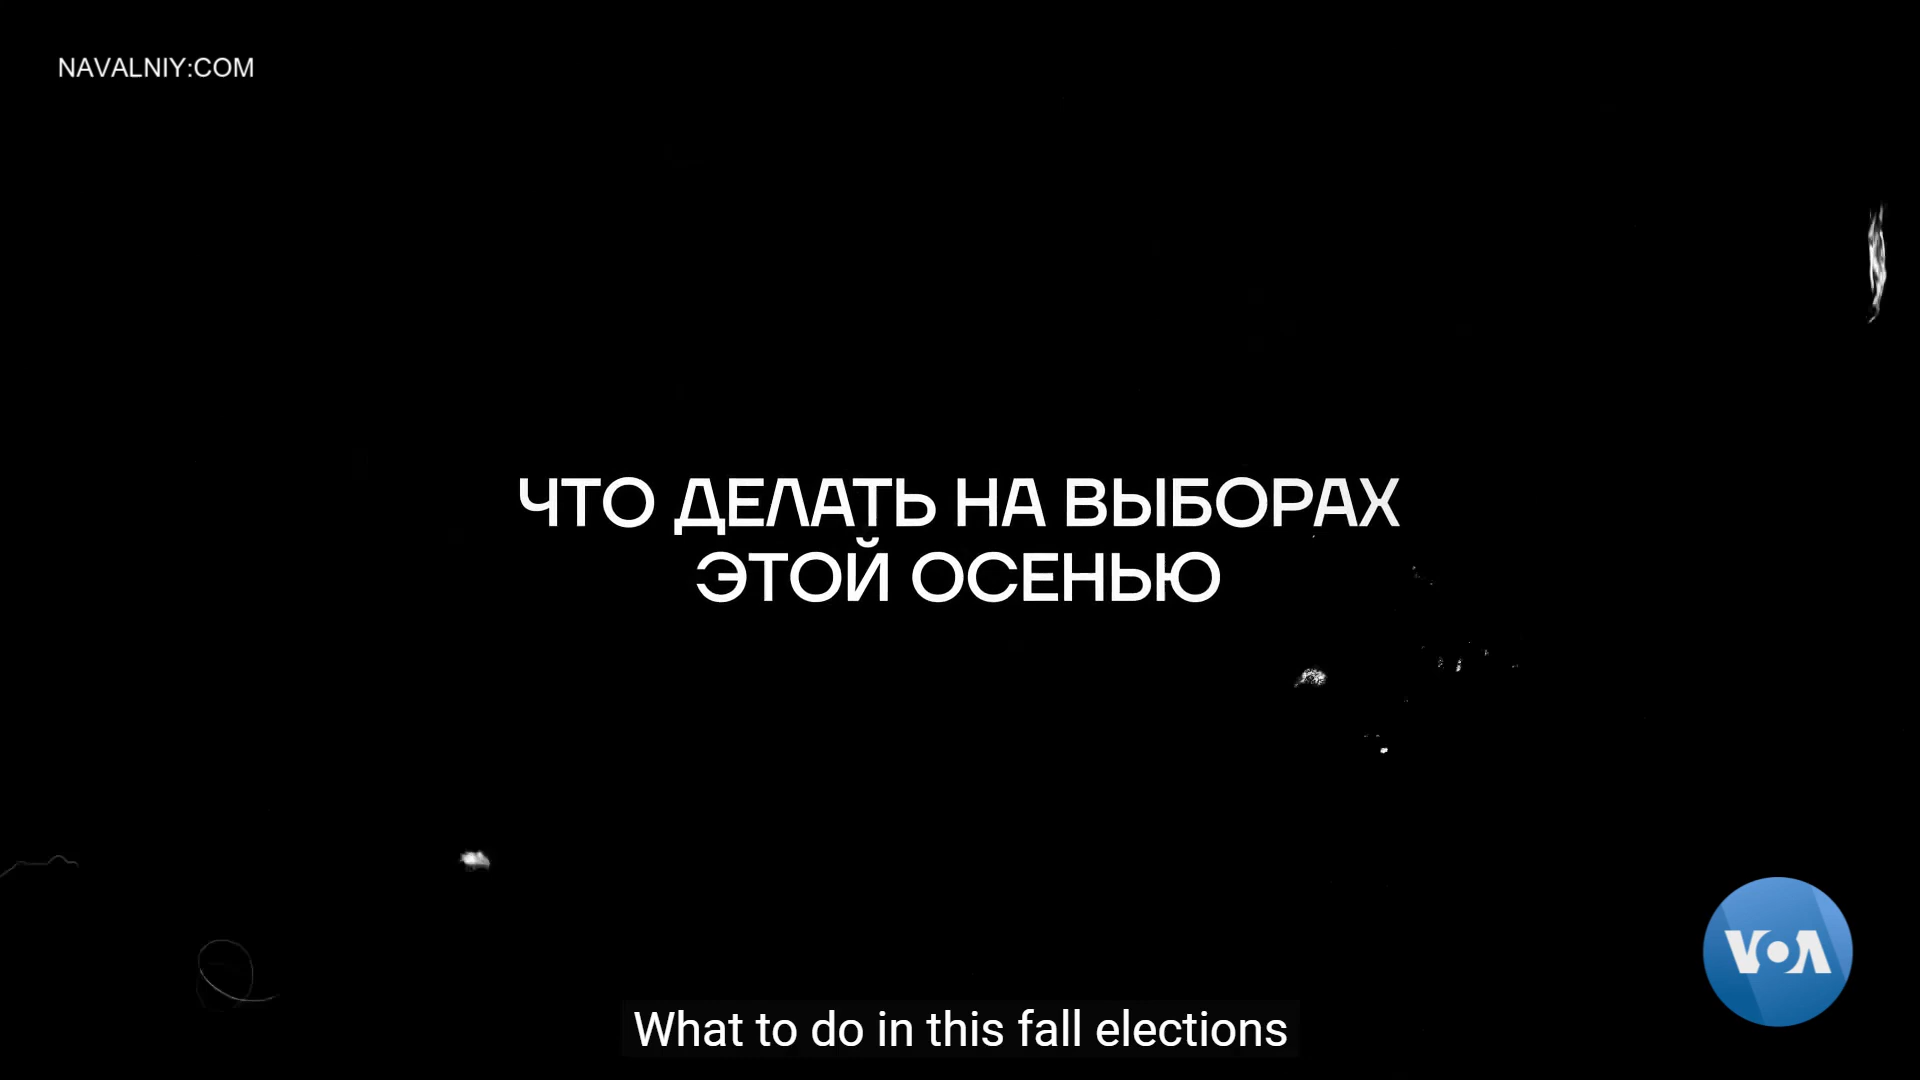 NAVALNIY:COM
ЧТО ДЕЛАТЬ НА ВЫБОРАХ
ЭТОЙ ОСЕНЬЮ
VOA
What to do in this fall elections